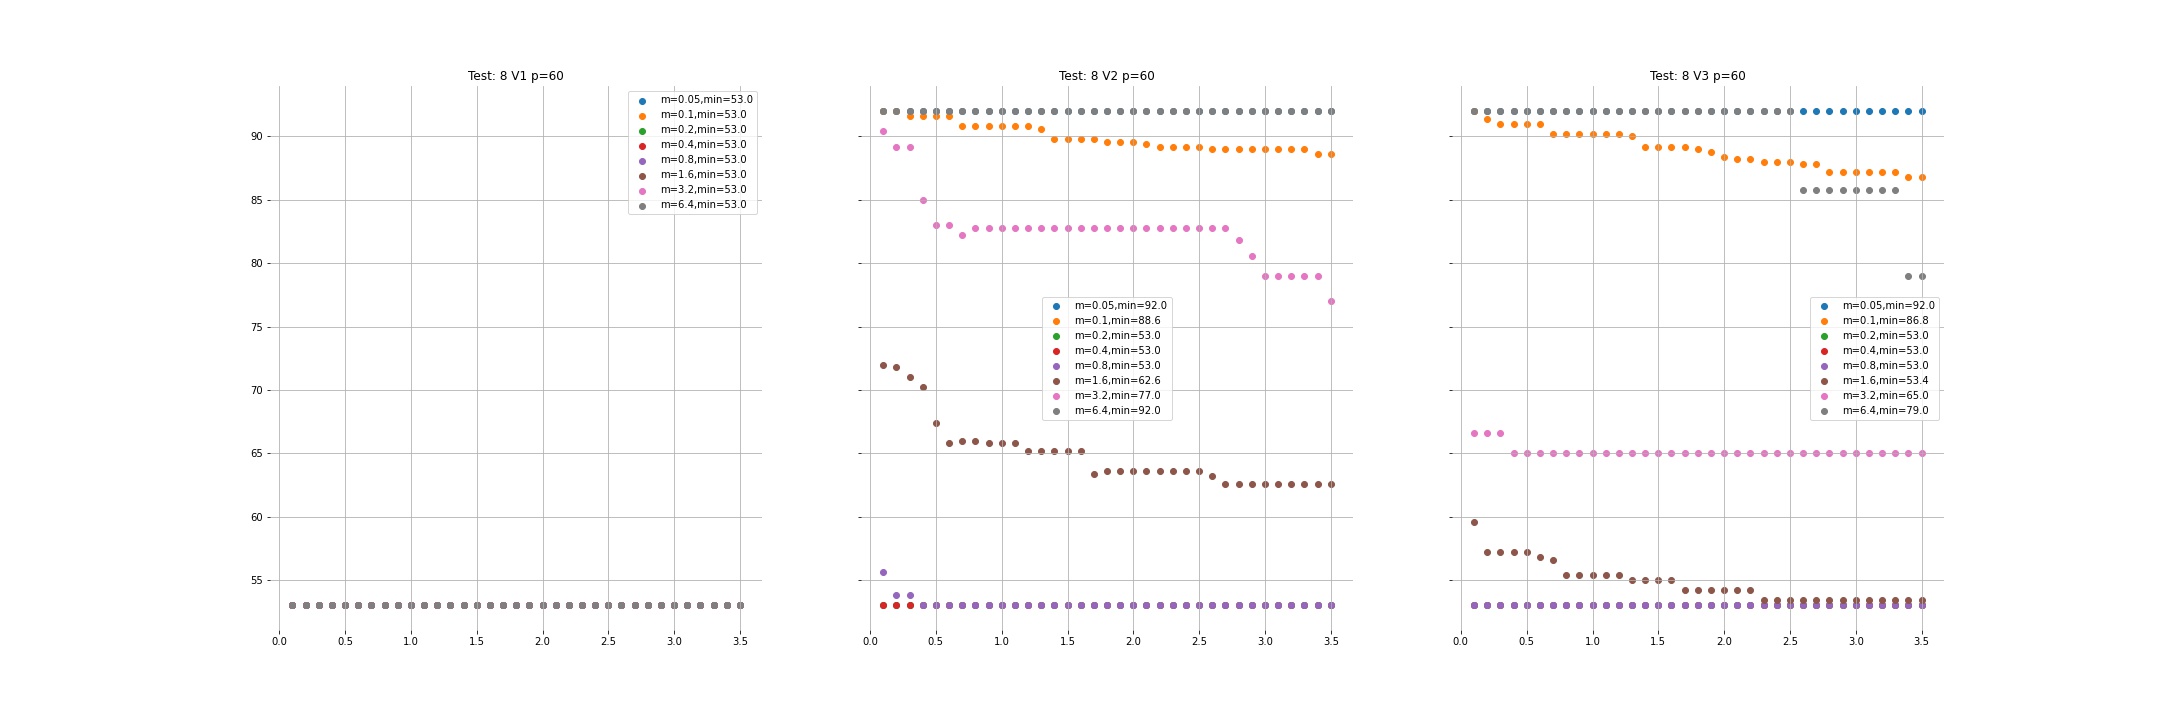 Test: 8 V1 p=60
m=0.05,min=53.0
m=0.1,min=53.0
m=0.2,min=53.0
m=0.4,min=53.0
m=0.8,min=53.0
m=1.6,min=53.0
m=3.2,min=53.0
m=6.4,min=53.0
90
85
80
75
70
65
60
55
0.0 0.5 1.0 1.5 2.0 2.5 3.0 3.5
Test: 8 V2 p=60
m=0.05,min=92.0
m=0.1,min=88.6
m=0.2,min=53.0
m=0.4,min=53.0
m=0.8,min=53.0
m=1.6,min=62.6
m=3.2,min=77.0
m=6.4,min=92.0
0.0 0.5 1.0 1.5 2.0 2.5 3.0 3.5
Test: 8 V3 p=60
m=0.05,min=92.0
m=0.1,min=86.8
m=0.2,min=53.0
m=0.4,min=53.0
m=0.8,min=53.0
m=1.6,min=53.4
m=3.2,min=65.0
m=6.4,min=79.0
0.0 0.5 1.0 1.5 2.0 2.5 3.0 3.5